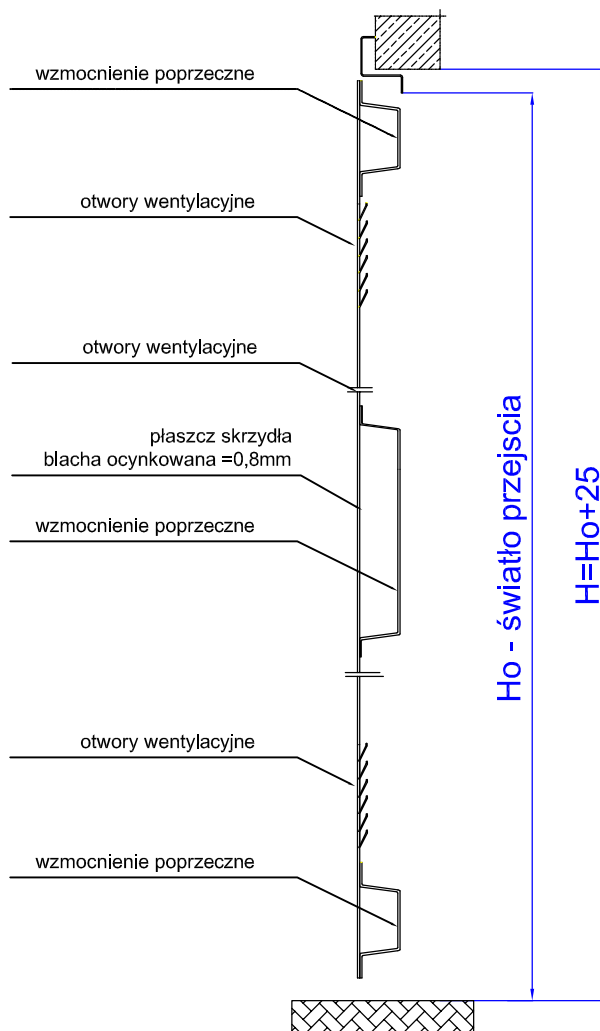 wzmocnienie poprzeczne
otwory wentylacyjne
otwory wentylacyjne
płaszcz skrzydła
blacha ocynkowana =0,8mm
wzmocnienie poprzeczne
otwory wentylacyjne
wzmocnienie poprzeczne
Ho - światło przejscia
H=Ho+25